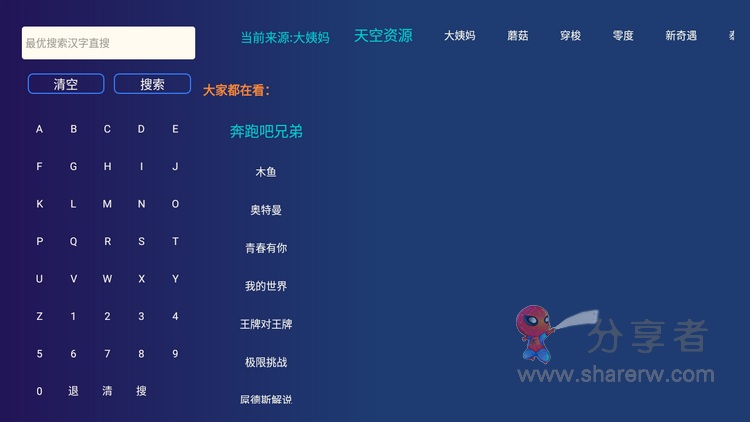 最优搜索汉字直搜
当前来源:大姨妈 天空资源 大姨妈 蘑菇 穿梭 零度 新奇遇
清空 搜索
大家都在看:
A B C D E
F G H I J
K L M N O
P Q R S T
U V W X Y
Z 1 2 3 4
5 6 7 8 9
0 退 清 搜
奔跑吧兄弟
木鱼
奥特曼
青春有你
我的世界
王牌对王牌
极限挑战
屌德斯解说
分享者
www.sharerw.com